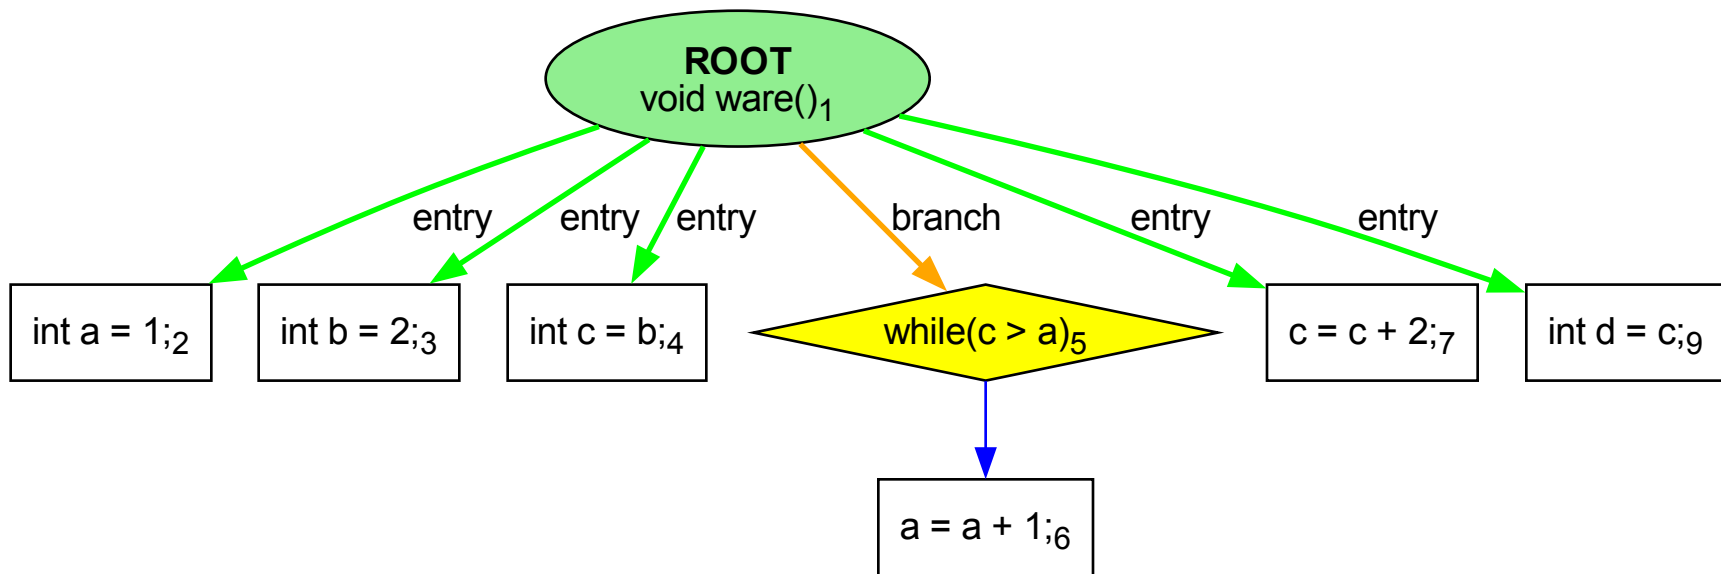 ROOT
void ware()1
entry
entry
entry
branch
entry
entry
int a = 1;2
int b = 2;3
int c = b;4
while(c > a)5
c = c + 2;7
int d = c;9
a = a + 1;6